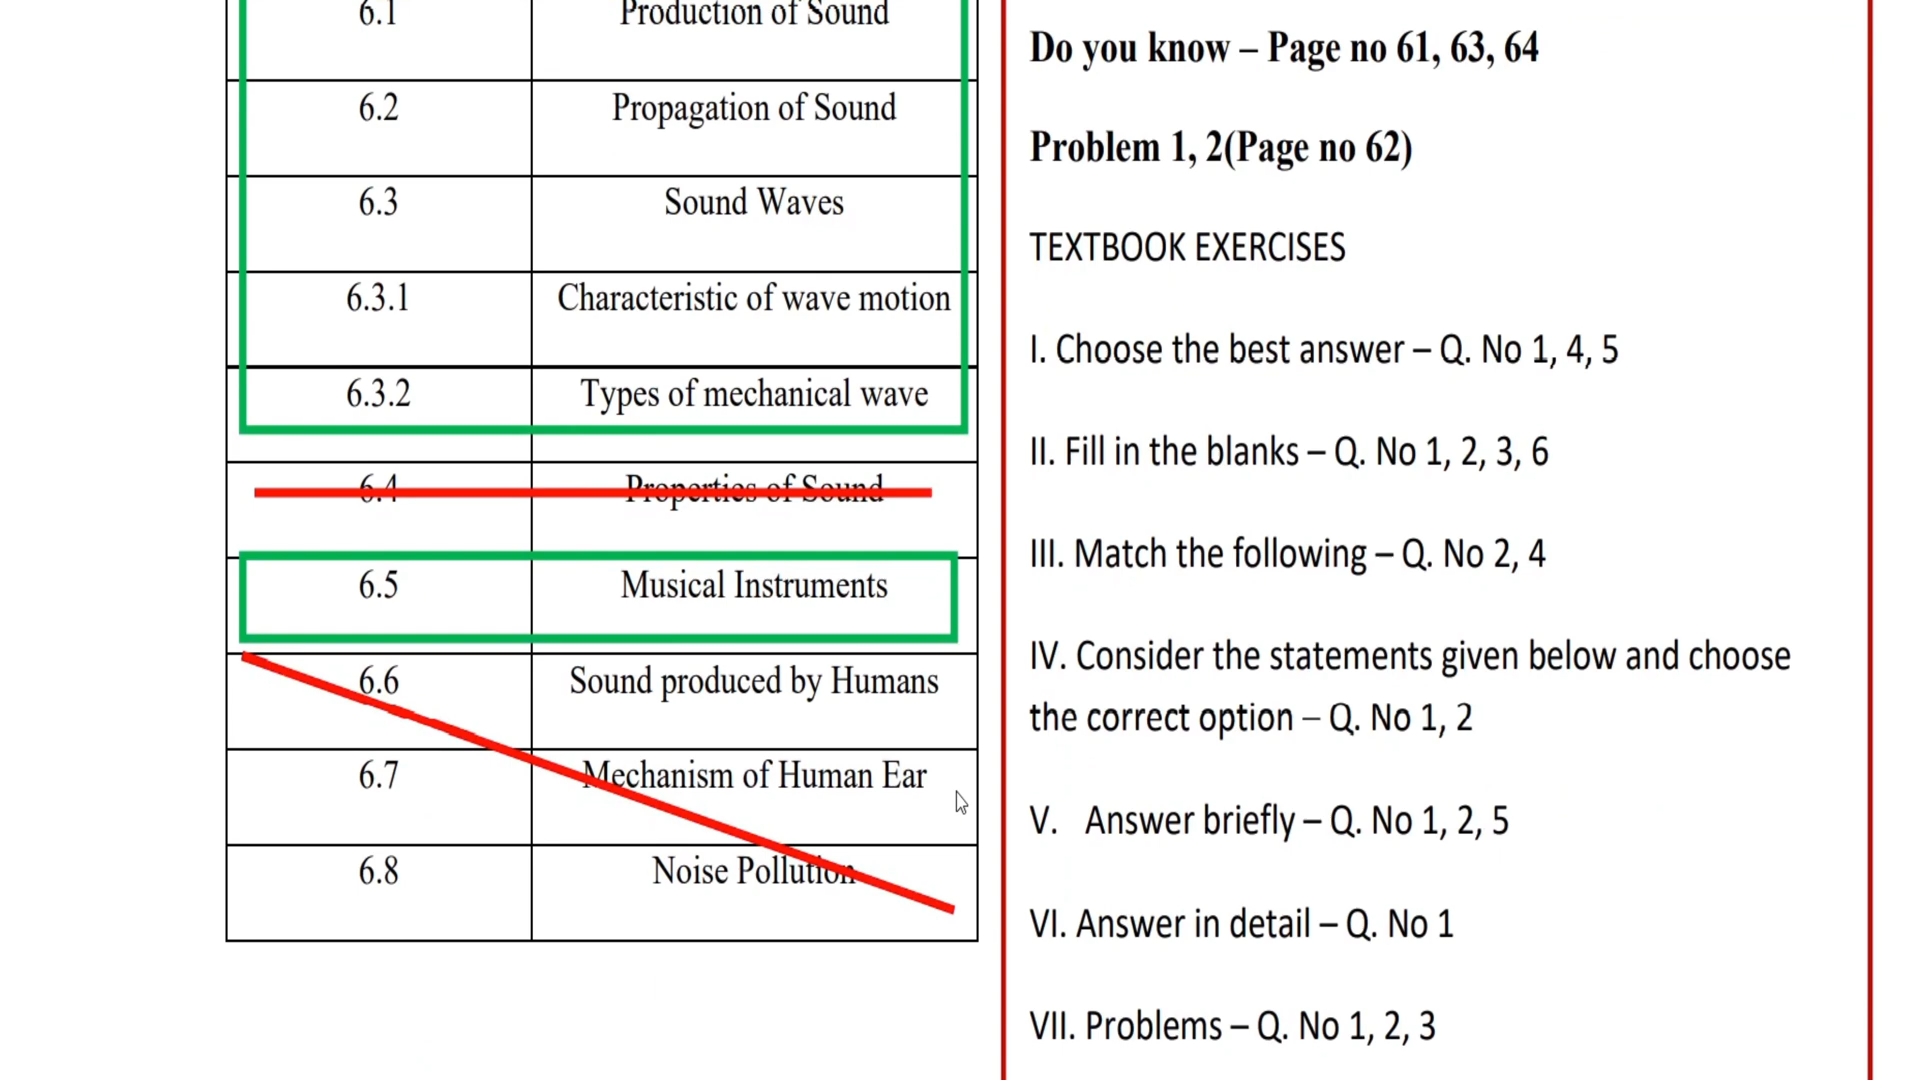 6.1 Production of Sound
6.2 Propagation of Sound
6.3 Sound Waves
6.3.1 Characteristic of wave motion
6.3.2 Types of mechanical wave
6.4 Properties of Sound
6.5 Musical Instruments
6.6 Sound produced by Humans
6.7 Mechanism of Human Ear
6.8 Noise Pollution
Do you know – Page no 61, 63, 64
Problem 1, 2(Page no 62)
TEXTBOOK EXERCISES
I. Choose the best answer – Q. No 1, 4, 5
II. Fill in the blanks – Q. No 1, 2, 3, 6
III. Match the following – Q. No 2, 4
IV. Consider the statements given below and choose
the correct option – Q. No 1, 2
V. Answer briefly – Q. No 1, 2, 5
VI. Answer in detail – Q. No 1
VII. Problems – Q. No 1, 2, 3